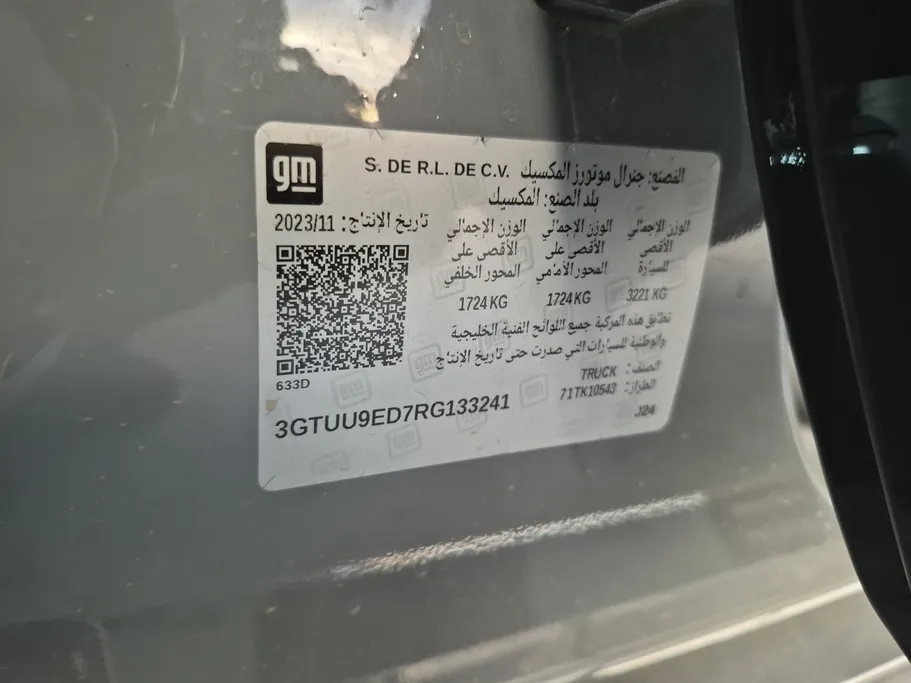 gm
المصنع: جنرال موتورز المكسيك S. DE R.L. DE C.V.
بلد الصنع: المكسيك
تاريخ الإنتاج: 2023/11
الوزن الإجمالي الأقصى للسيارة
3221 KG
الوزن الإجمالي الأقصى على المحور الأمامي
1724 KG
الوزن الإجمالي الأقصى على المحور الخلفي
1724 KG
تطابق هذه المركبة جميع اللوائح الفنية الخليجية
والوطنية للسيارات التي صدرت حتى تاريخ الإنتاج
الصنف: TRUCK
الطراز: 71TK10543
J24
633D
3GTUU9ED7RG133241